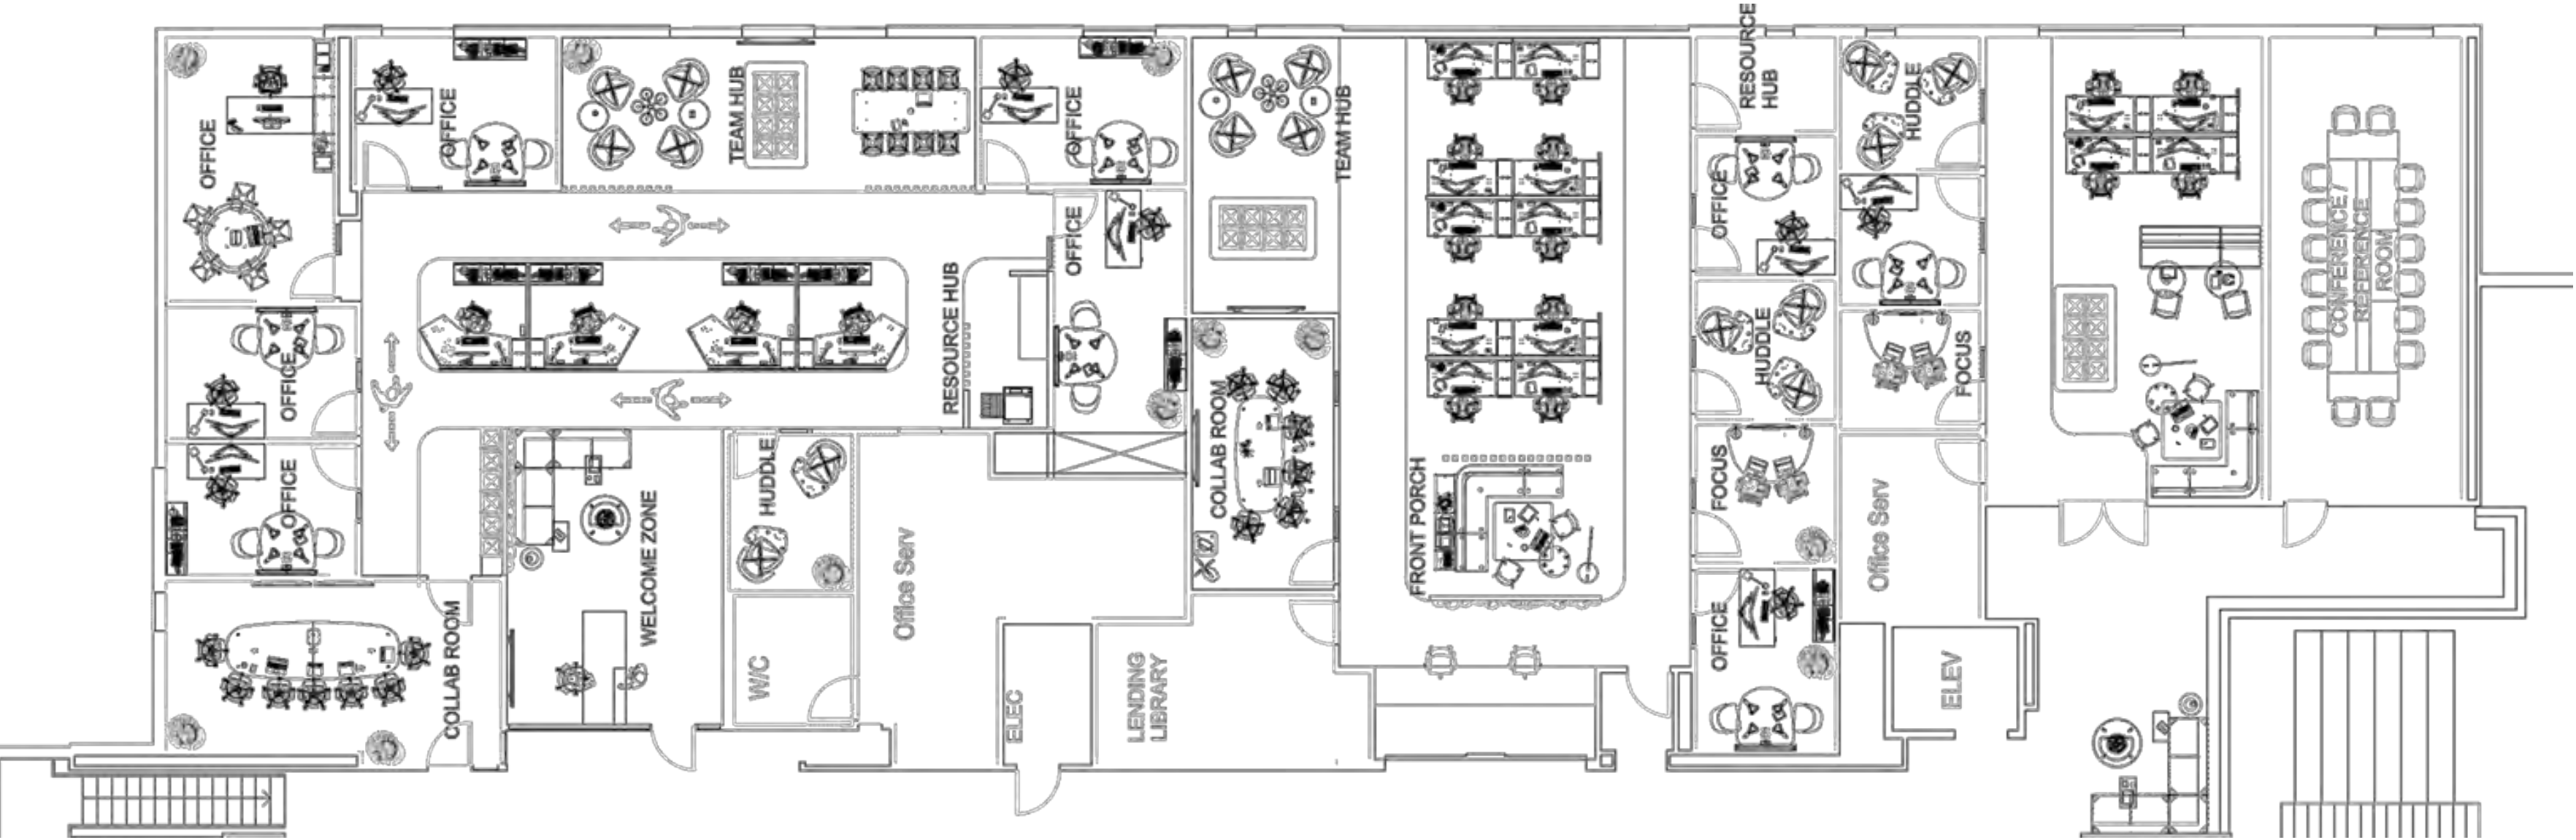 OFFICE
OFFICE
TEAM HUB
OFFICE
TEAM HUB
RESOURCE
HUB
HUDDLE
OFFICE
OFFICE
CONFERENCE /
REFERENCE
ROOM
RESOURCE HUB
OFFICE
HUDDLE
FOCUS
COLLAB ROOM
OFFICE
HUDDLE
WELCOME ZONE
FRONT PORCH
FOCUS
Office Serv
Office Serv
COLLAB ROOM
W/C
ELEC
LENDING
LIBRARY
OFFICE
ELEV